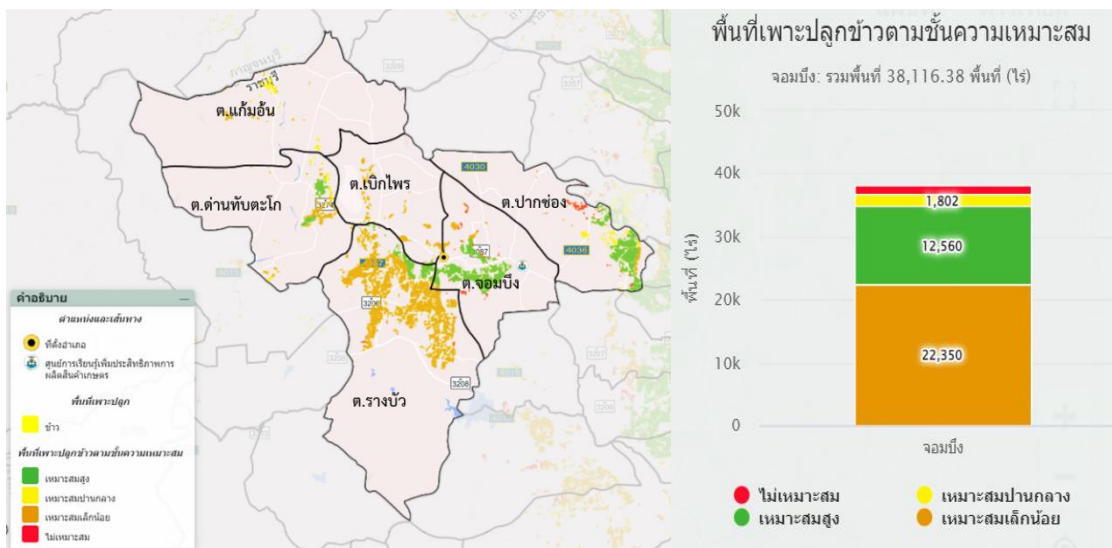 กาญจนบุรี
ราชบุรี
ต.แก้มอ้น
ต.ด่านทับตะโก
ต.เบิกไพร
4030
ต.ปากช่อง
3274
4036
3087
ต.จอมบึง
3206
ต.รางบัว
3208
คำอธิบาย
ตำแหน่งและเส้นทาง
ที่ตั้งอำเภอ
ศูนย์การเรียนรู้เพิ่มประสิทธิภาพการ
ผลิตสินค้าเกษตร
พื้นที่เพาะปลูก
ข้าว
พื้นที่เพาะปลูกข้าวตามชั้นความเหมาะสม
เหมาะสมสูง
เหมาะสมปานกลาง
เหมาะสมเล็กน้อย
ไม่เหมาะสม
พื้นที่เพาะปลูกข้าวตามชั้นความเหมาะสม
จอมบึง: รวมพื้นที่ 38,116.38 พื้นที่ (ไร่)
พื้นที่ (ไร่)
50k
40k
30k
20k
10k
0
1,802
12,560
22,350
จอมบึง
ไม่เหมาะสม
เหมาะสมปานกลาง
เหมาะสมสูง
เหมาะสมเล็กน้อย